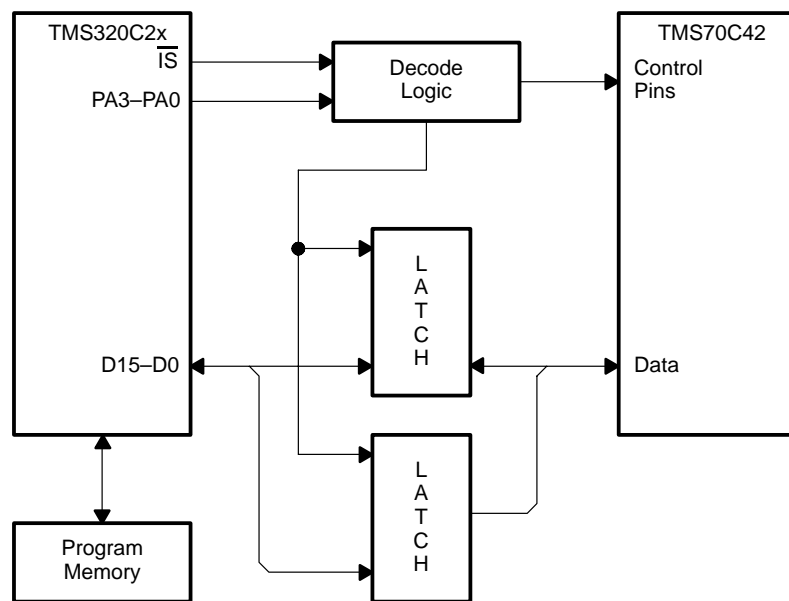 TMS320C2x
IS
PA3–PA0
D15–D0
Decode
Logic
TMS70C42
Control
Pins
Data
L
A
T
C
H
L
A
T
C
H
Program
Memory